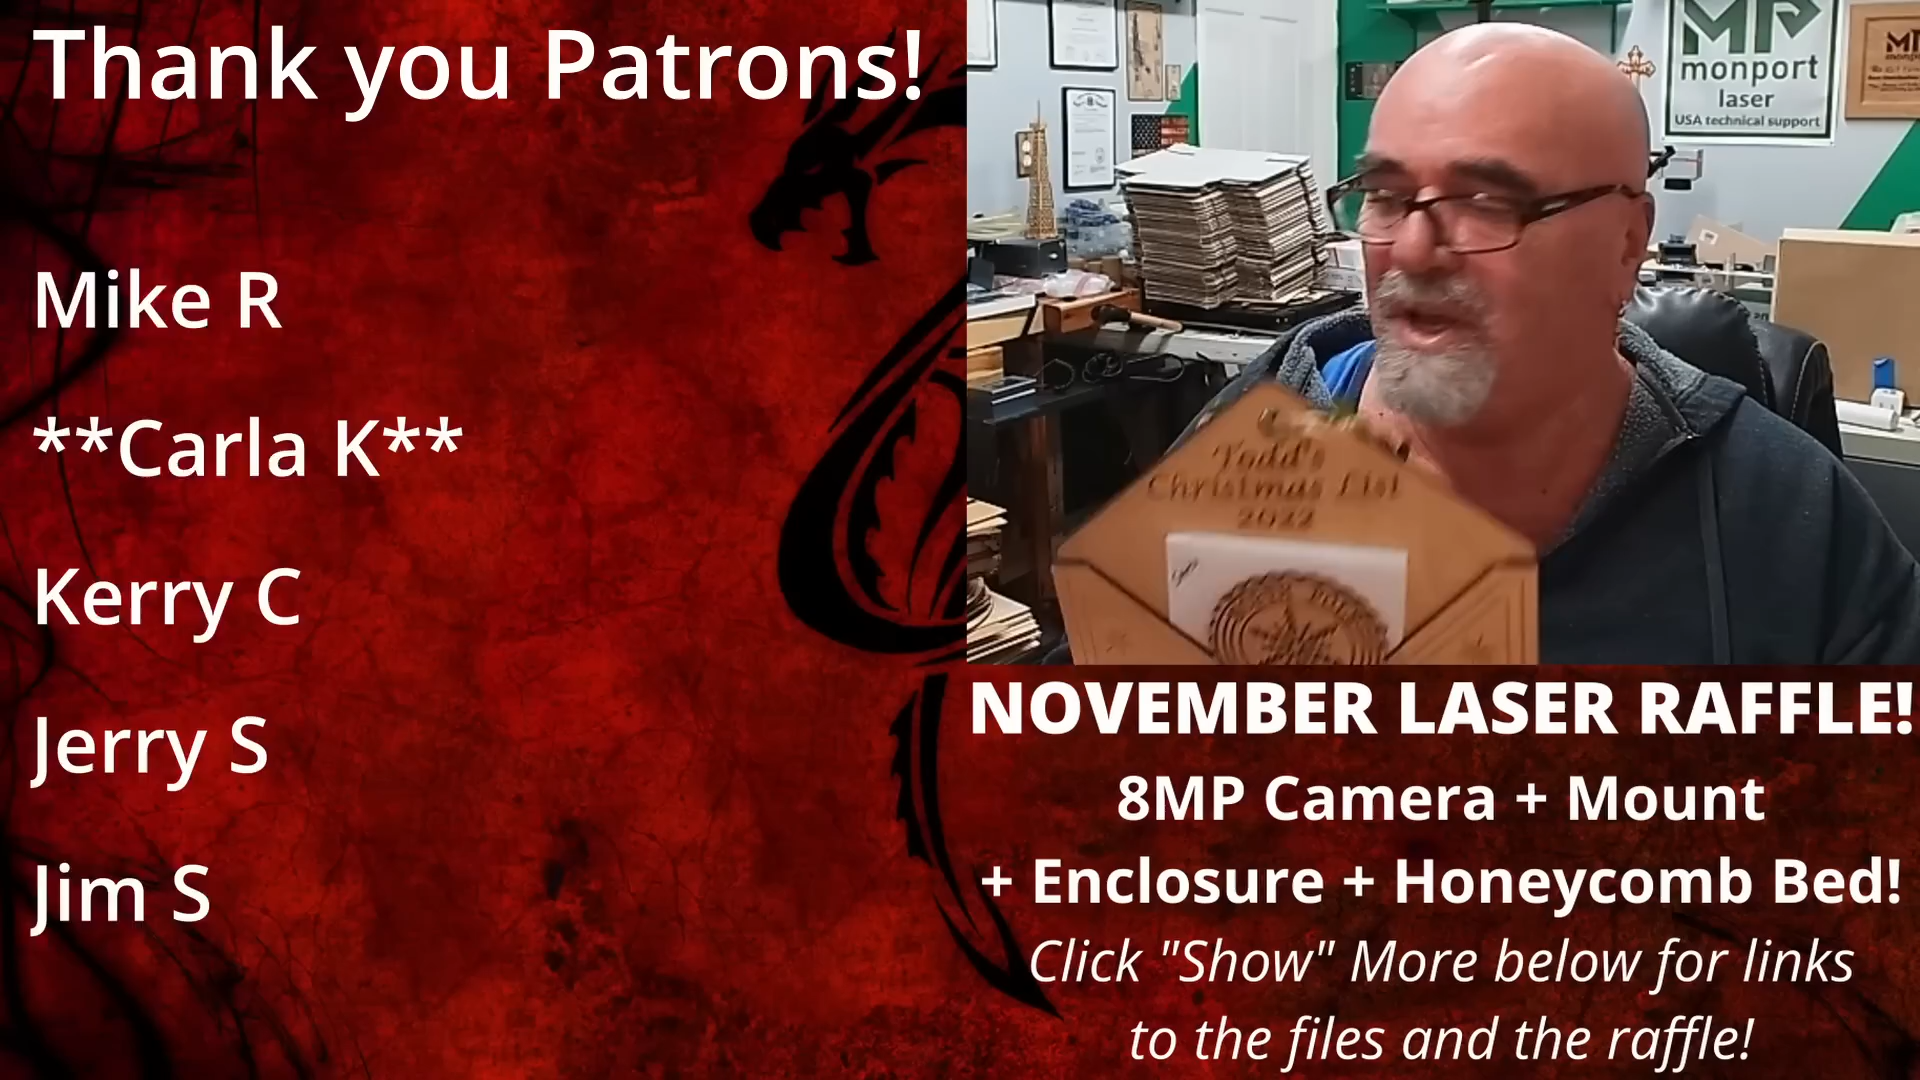 Thank you Patrons!
Mike R
**Carla K**
Kerry C
Jerry S
Jim S
MP
monport
laser
USA technical support
Todd's
Christmas List
2022
NOVEMBER LASER RAFFLE!
8MP Camera + Mount
+ Enclosure + Honeycomb Bed!
Click "Show" More below for links
to the files and the raffle!